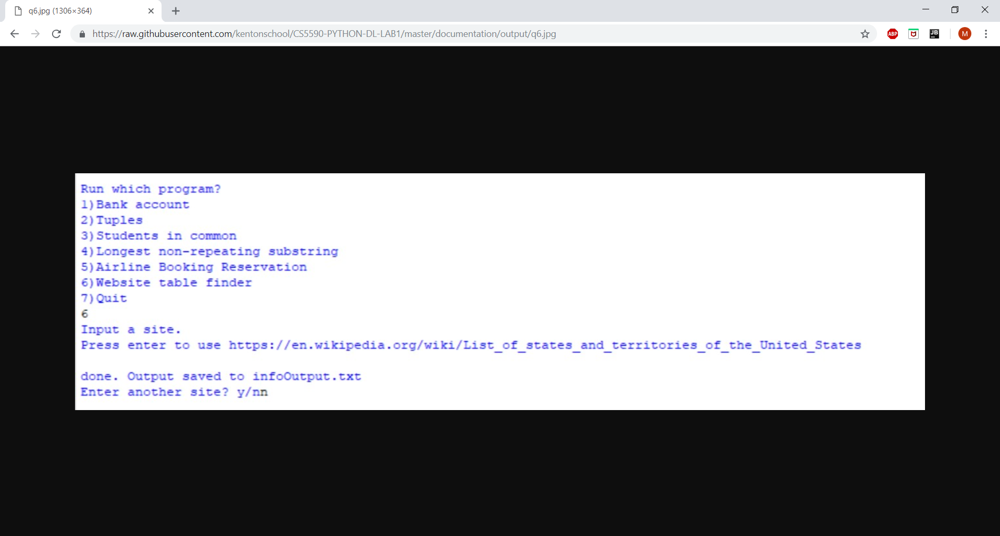 q6.jpg (1306×364)
https://raw.githubusercontent.com/kentonschool/CS5590-PYTHON-DL-LAB1/master/documentation/output/q6.jpg
ABP
JB
M
Run which program?
1)Bank account
2)Tuples
3)Students in common
4)Longest non-repeating substring
5)Airline Booking Reservation
6)Website table finder
7)Quit
6
Input a site.
Press enter to use https://en.wikipedia.org/wiki/List_of_states_and_territories_of_the_United_States
done. Output saved to infoOutput.txt
Enter another site? y/nn